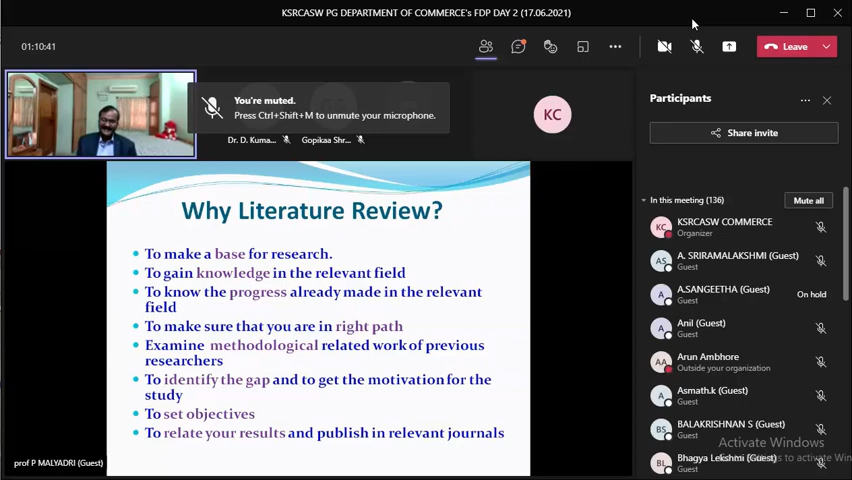 KSRCASW PG DEPARTMENT OF COMMERCE's FDP DAY 2 (17.06.2021)
01:10:41
Leave
You're muted.
Press Ctrl+Shift+M to unmute your microphone.
Dr. D. Kuma...
Gopikaa Shr...
KC
Why Literature Review?
To make a base for research.
To gain knowledge in the relevant field
To know the progress already made in the relevant
field
To make sure that you are in right path
Examine methodological related work of previous
researchers
To identify the gap and to get the motivation for the
study
To set objectives
To relate your results and publish in relevant journals
prof P MALYADRI (Guest)
Participants
Share invite
In this meeting (136)
Mute all
KC
KSRCASW COMMERCE
Organizer
AS
A. SRIRAMALAKSHMI (Guest)
Guest
A
A.SANGEETHA (Guest)
Guest
On hold
A
Anil (Guest)
Guest
AA
Arun Ambhore
Outside your organization
A
Asmath.k (Guest)
Guest
BS
BALAKRISHNAN S (Guest)
Guest
BL
Bhagya Lekshmi (Guest)
Guest
Activate Windows